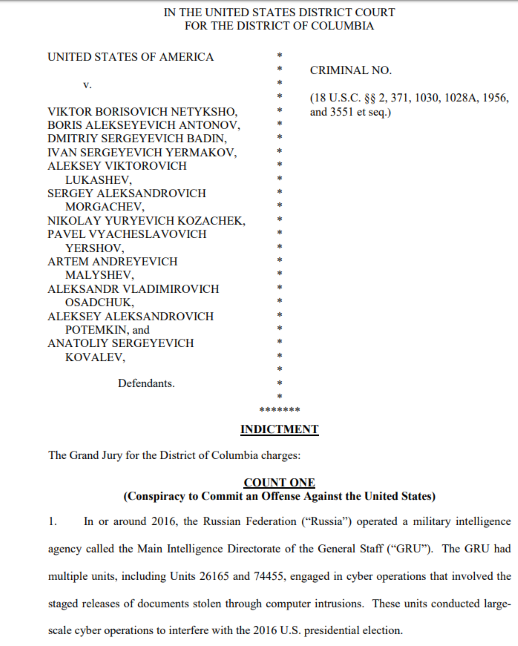 IN THE UNITED STATES DISTRICT COURT
FOR THE DISTRICT OF COLUMBIA
UNITED STATES OF AMERICA *
* CRIMINAL NO.
v. *
* (18 U.S.C. §§ 2, 371, 1030, 1028A, 1956,
VIKTOR BORISOVICH NETYKSHO, * and 3551 et seq.)
BORIS ALEKSEYEVICH ANTONOV, *
DMITRIY SERGEYEVICH BADIN, *
IVAN SERGEYEVICH YERMAKOV, *
ALEKSEY VIKTOROVICH *
LUKASHEV, *
SERGEY ALEKSANDROVICH *
MORGACHEV, *
NIKOLAY YURYEVICH KOZACHEK, *
PAVEL VYACHESLAVOVICH *
YERSHOV, *
ARTEM ANDREYEVICH *
MALYSHEV, *
ALEKSANDR VLADIMIROVICH *
OSADCHUK, *
ALEKSEY ALEKSANDROVICH *
POTEMKIN, and *
ANATOLIY SERGEYEVICH *
KOVALEV, *
*
Defendants. *
*
*******
INDICTMENT
The Grand Jury for the District of Columbia charges:
COUNT ONE
(Conspiracy to Commit an Offense Against the United States)
1. In or around 2016, the Russian Federation (“Russia”) operated a military intelligence
agency called the Main Intelligence Directorate of the General Staff (“GRU”). The GRU had
multiple units, including Units 26165 and 74455, engaged in cyber operations that involved the
staged releases of documents stolen through computer intrusions. These units conducted large-
scale cyber operations to interfere with the 2016 U.S. presidential election.